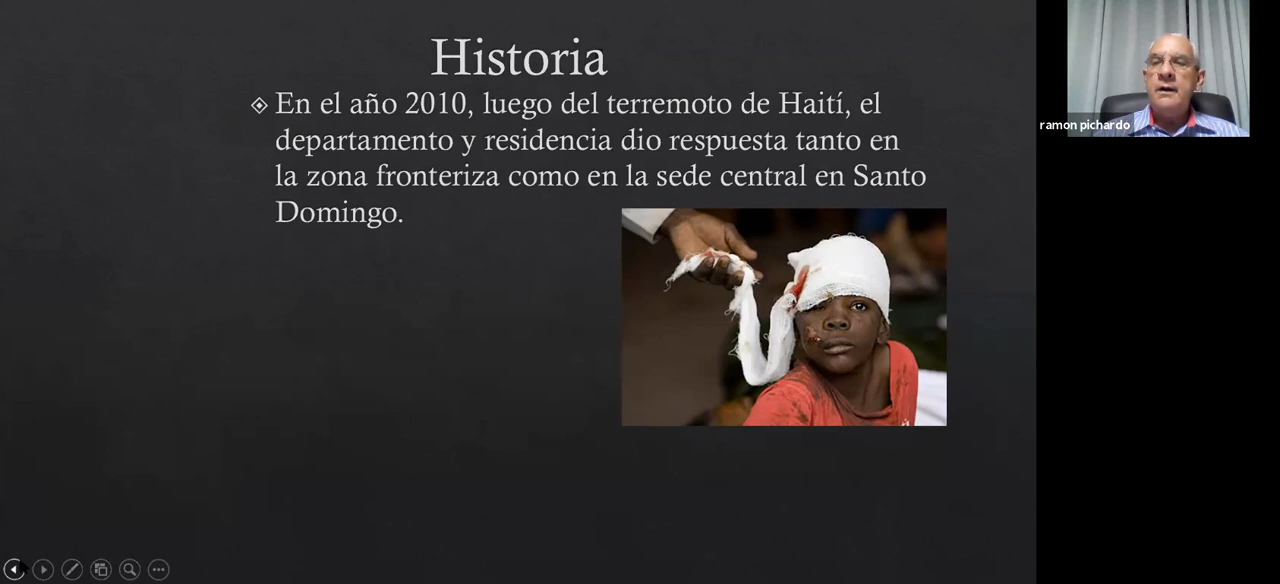 Historia
En el año 2010, luego del terremoto de Haití, el
departamento y residencia dio respuesta tanto en
la zona fronteriza como en la sede central en Santo
Domingo.
ramon pichardo